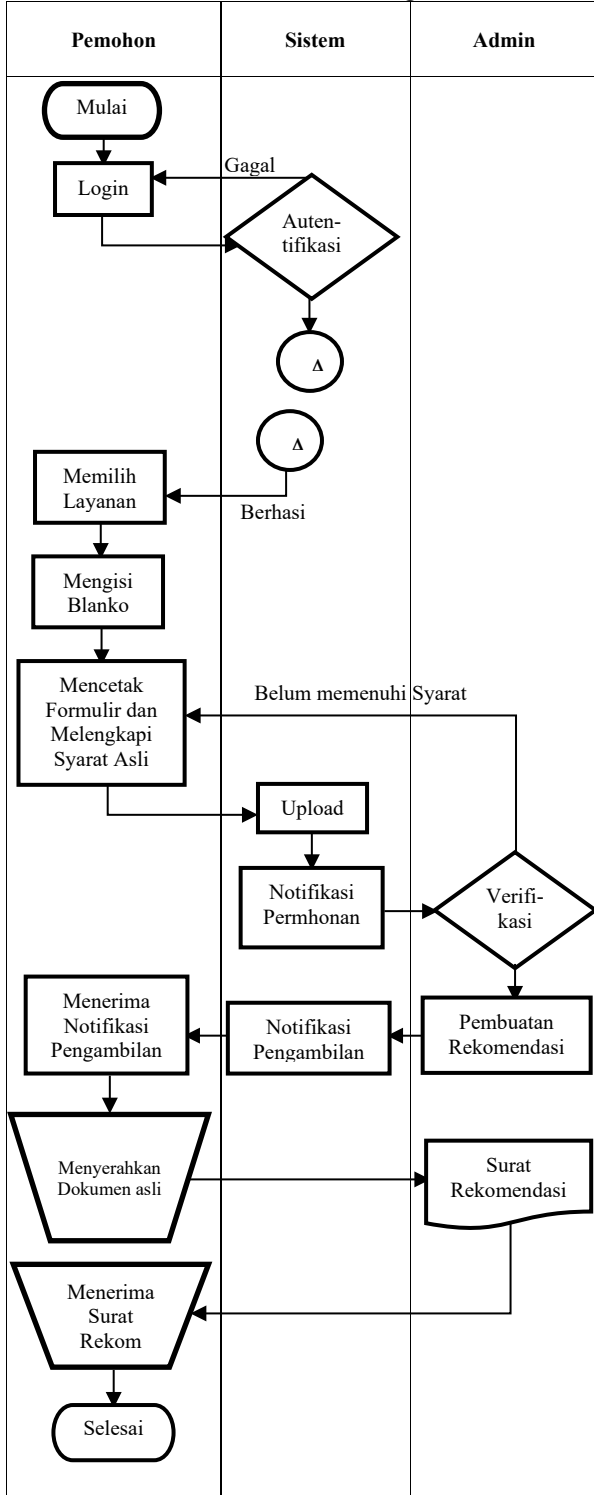 Pemohon
Sistem
Admin
Mulai
Gagal
Login
Auten-
tifikasi
Δ
Δ
Memilih
Layanan
Berhasi
Mengisi
Blanko
Mencetak
Formulir dan
Melengkapi
Syarat Asli
Belum memenuhi Syarat
Upload
Notifikasi
Permhonan
Verifi-
kasi
Menerima
Notifikasi
Pengambilan
Notifikasi
Pengambilan
Pembuatan
Rekomendasi
Menyerahkan
Dokumen asli
Surat
Rekomendasi
Menerima
Surat
Rekom
Selesai